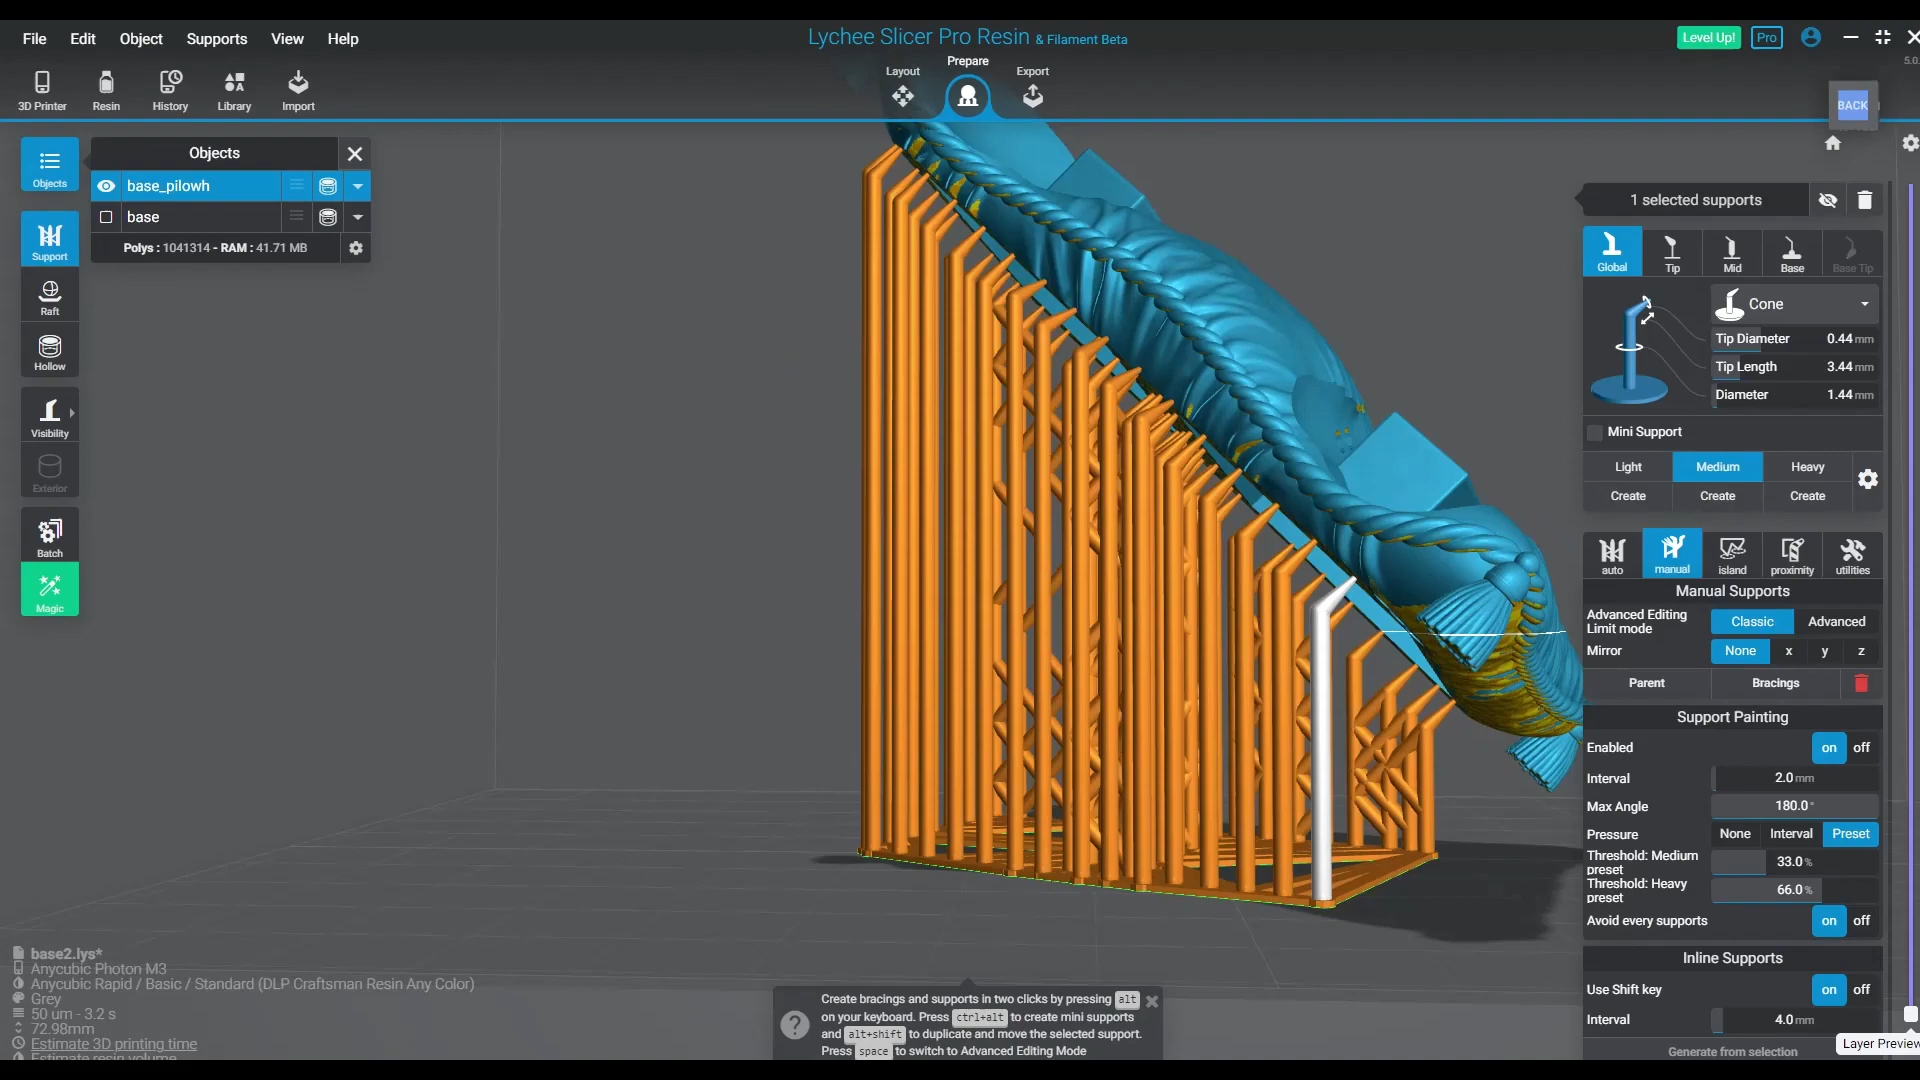 File Edit Object Supports View Help
Lychee Slicer Pro Resin & Filament Beta
Level Up! Pro
5.0.
3D Printer Resin History Library Import
Layout Prepare Export
BACK
Objects
Objects
base_pilowh
base
Polys : 1041314 - RAM : 41.71 MB
Support
Raft
Hollow
Visibility
Exterior
Batch
Magic
1 selected supports
Global Tip Mid Base Base Tip
Cone
Tip Diameter 0.44 mm
Tip Length 3.44 mm
Diameter 1.44 mm
Mini Support
Light Medium Heavy
Create Create Create
auto manual island proximity utilities
Manual Supports
Advanced Editing
Limit mode
Classic Advanced
Mirror None x y z
Parent Bracings
Support Painting
Enabled on off
Interval 2.0 mm
Max Angle 180.0 °
Pressure None Interval Preset
Threshold: Medium
preset
33.0 %
Threshold: Heavy
preset
66.0 %
Avoid every supports on off
Inline Supports
Use Shift key on off
Interval 4.0 mm
Generate from selection
Layer Preview
base2.lys*
Anycubic Photon M3
Anycubic Rapid / Basic / Standard (DLP Craftsman Resin Any Color)
Grey
50 um - 3.2 s
72.98mm
Estimate 3D printing time
Estimate resin volume
Create bracings and supports in two clicks by pressing alt
on your keyboard. Press ctrl+alt to create mini supports
and alt+shift to duplicate and move the selected support.
Press space to switch to Advanced Editing Mode